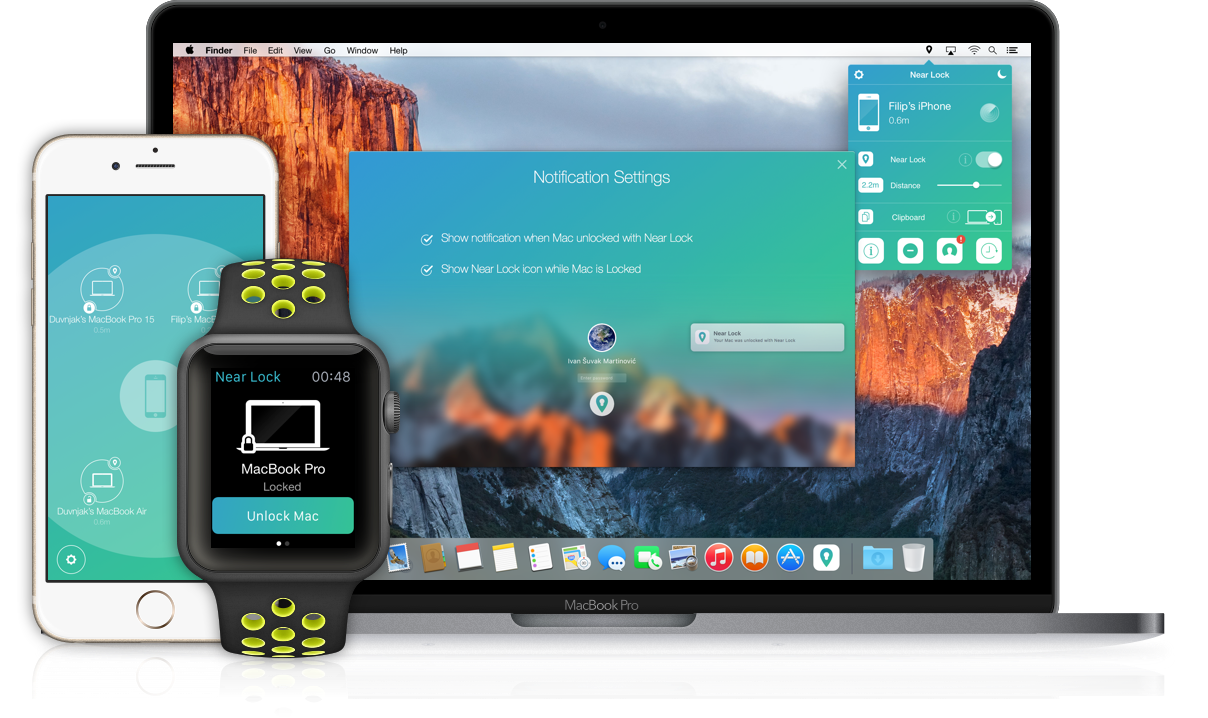 Finder File Edit View Go Window Help
Near Lock
Filip's iPhone
0.6m
Near Lock
2.2m Distance
Clipboard
Notification Settings
Show notification when Mac unlocked with Near Lock
Show Near Lock icon while Mac is Locked
Ivan Šuvak Martinović
Near Lock
Your Mac was unlocked with Near Lock
Duvnjak's MacBook Pro 15
0.5m
Filip's MacB
Duvnjak's MacBook Air
0.6m
Near Lock 00:48
MacBook Pro
Locked
Unlock Mac
MacBook Pro